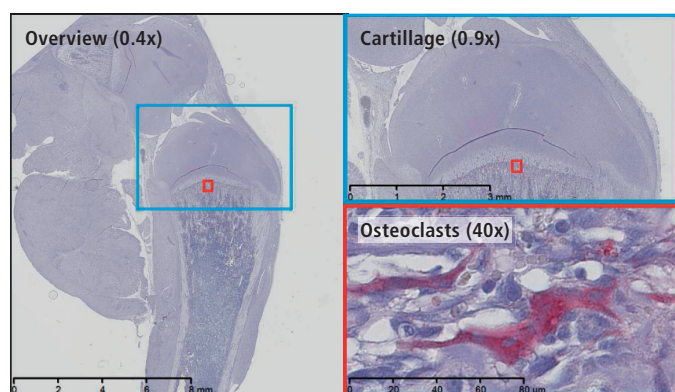 Overview (0.4x)
Cartillage (0.9x)
0 1 2 3 mm
Osteoclasts (40x)
0 2 4 6 8 mm
0 20 40 60 80 um